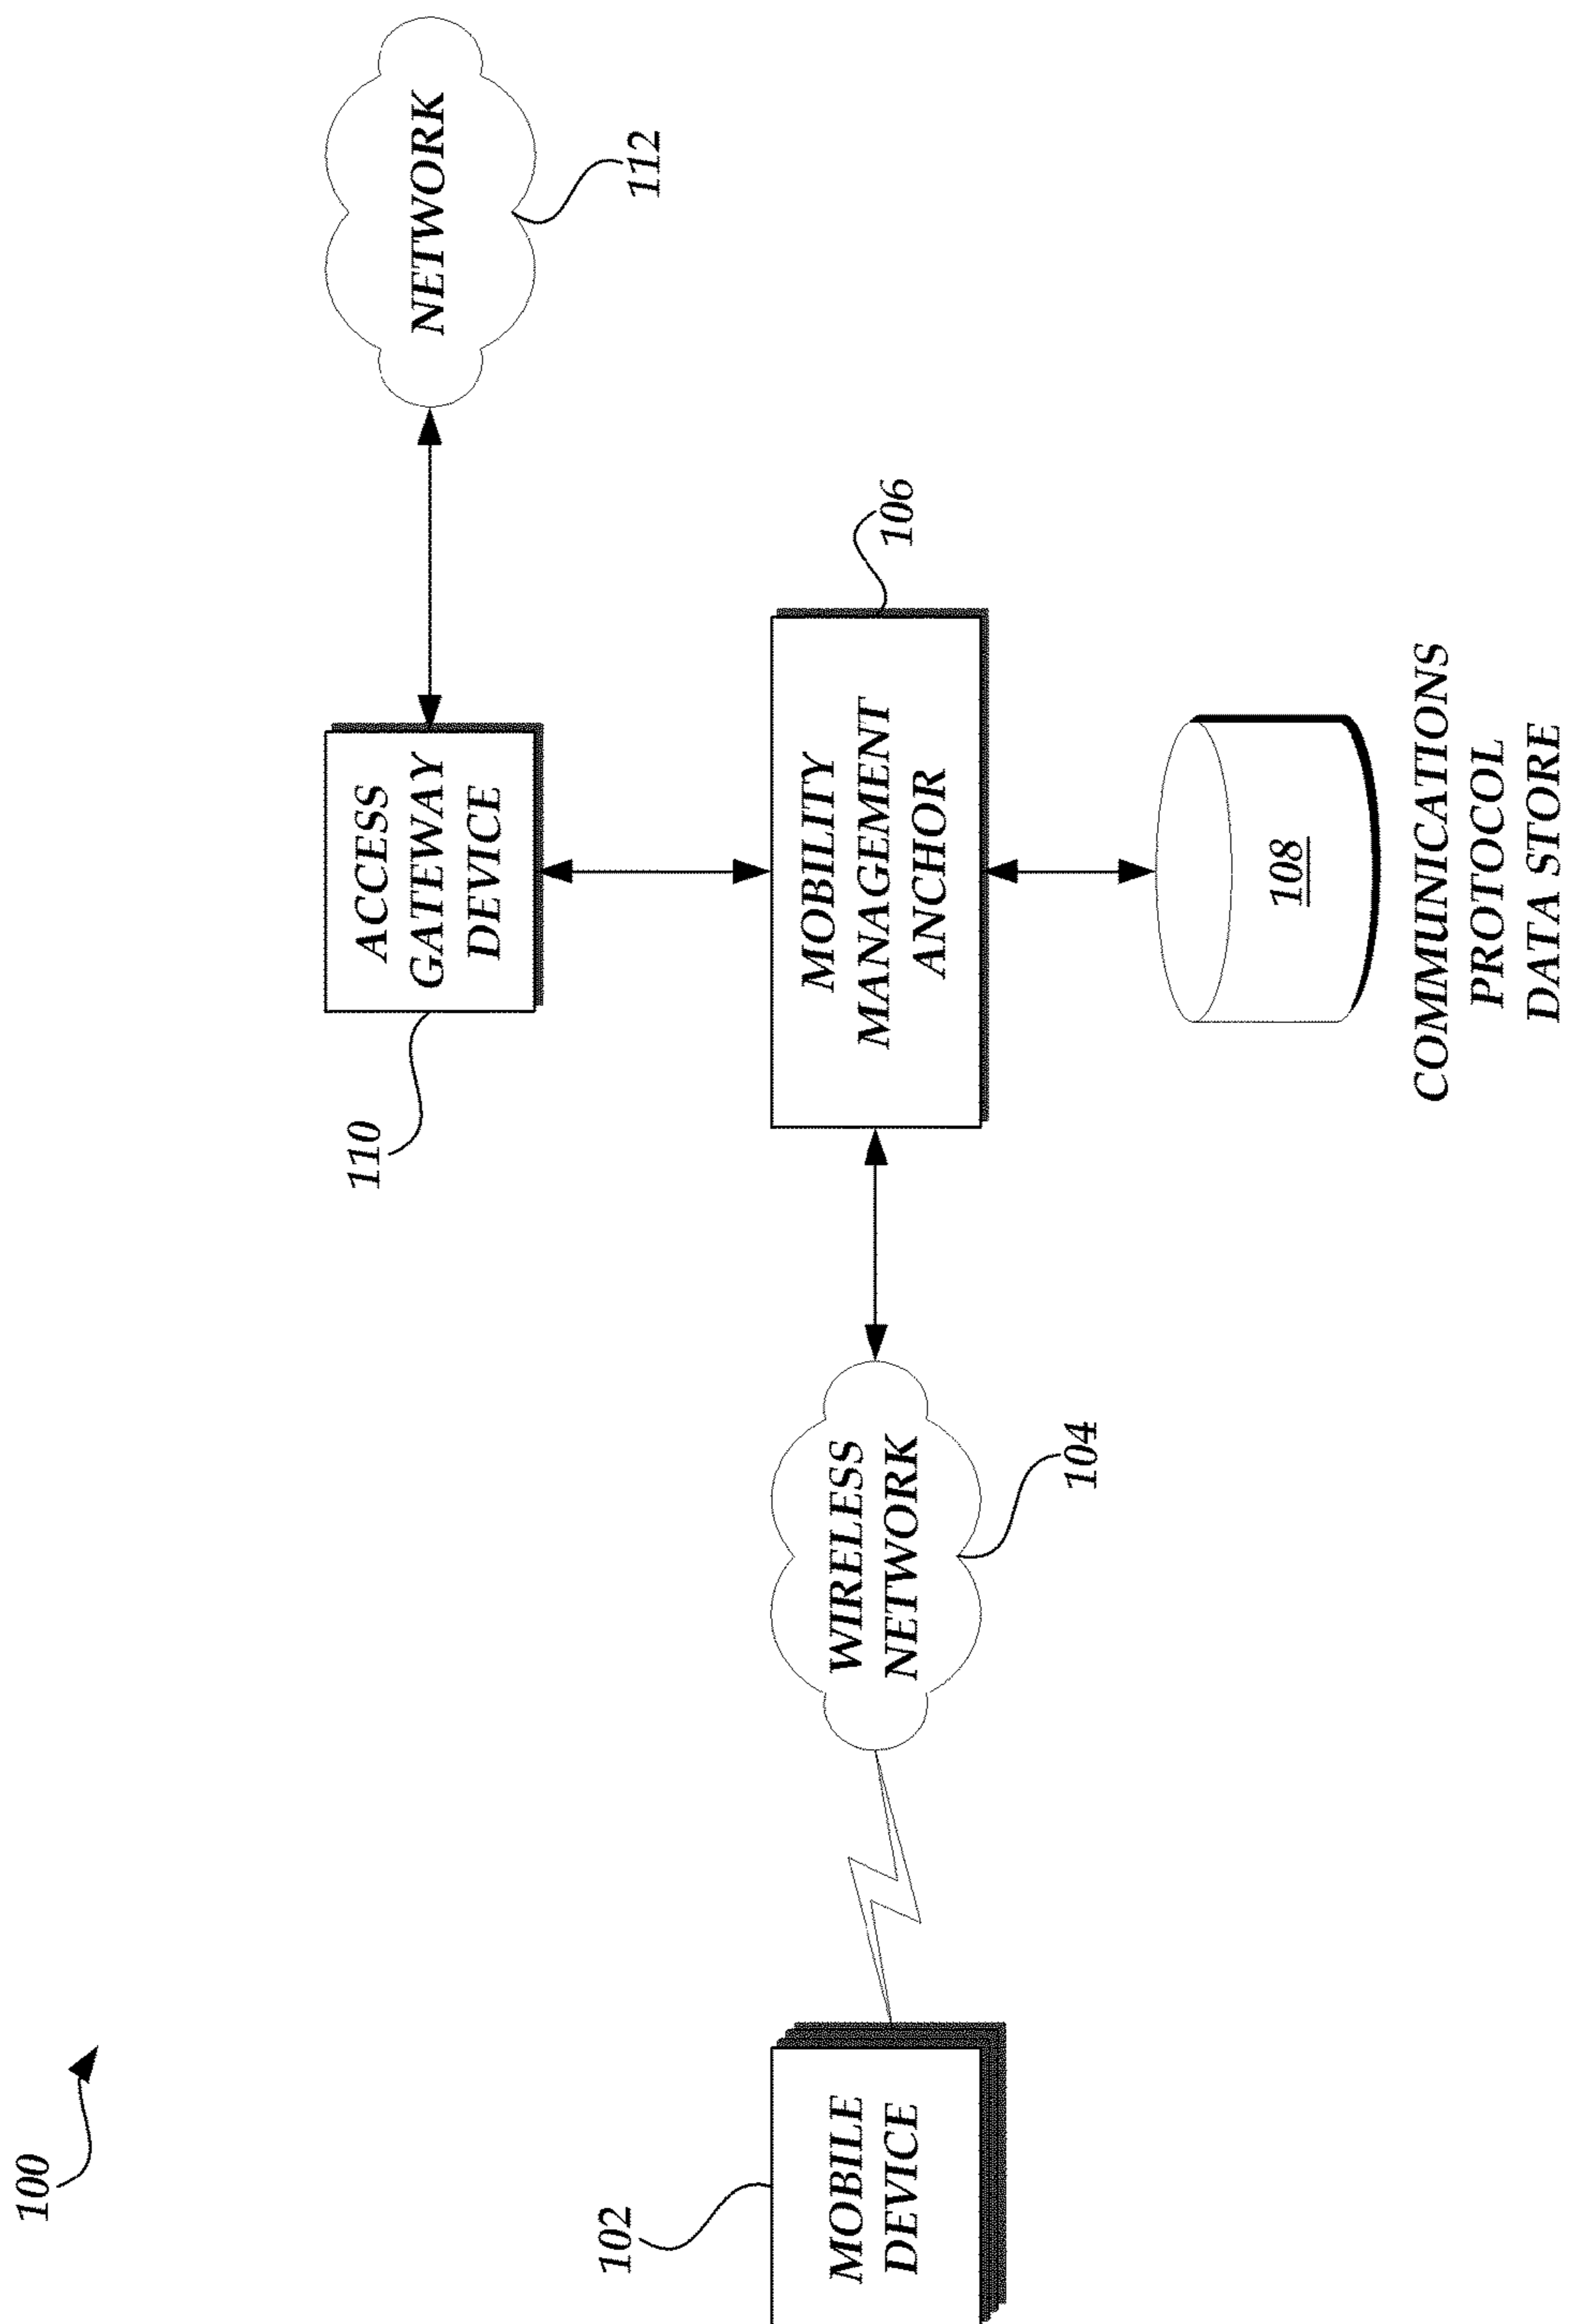 100
102
MOBILE
DEVICE
WIRELESS
NETWORK
104
110
ACCESS
GATEWAY
DEVICE
MOBILITY
MANAGEMENT
ANCHOR
106
108
COMMUNICATIONS
PROTOCOL
DATA STORE
NETWORK
112